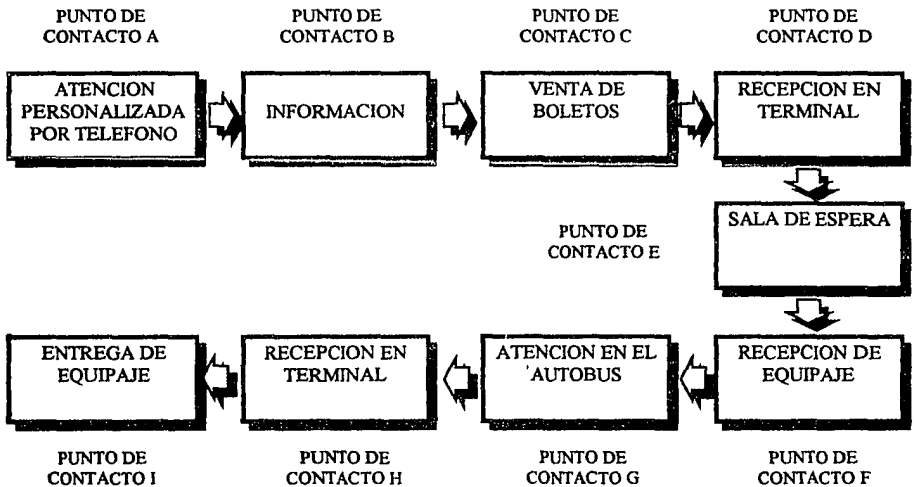 PUNTO DE
CONTACTO A
PUNTO DE
CONTACTO B
PUNTO DE
CONTACTO C
PUNTO DE
CONTACTO D
ATENCION
PERSONALIZADA
POR TELEFONO
INFORMACION
VENTA DE
BOLETOS
RECEPCION EN
TERMINAL
PUNTO DE
CONTACTO E
SALA DE ESPERA
ENTREGA DE
EQUIPAJE
RECEPCION EN
TERMINAL
ATENCION EN EL
AUTOBUS
RECEPCION DE
EQUIPAJE
PUNTO DE
CONTACTO I
PUNTO DE
CONTACTO H
PUNTO DE
CONTACTO G
PUNTO DE
CONTACTO F